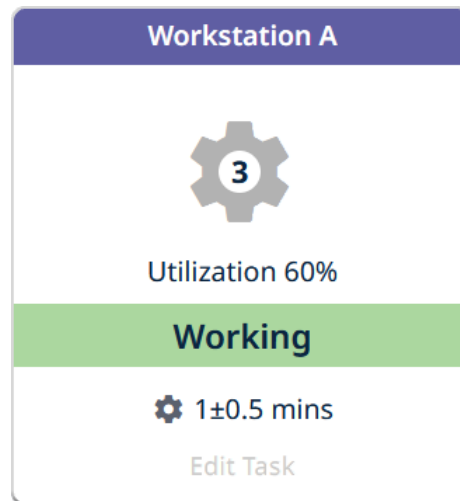 Workstation A
3
Utilization 60%
Working
1±0.5 mins
Edit Task